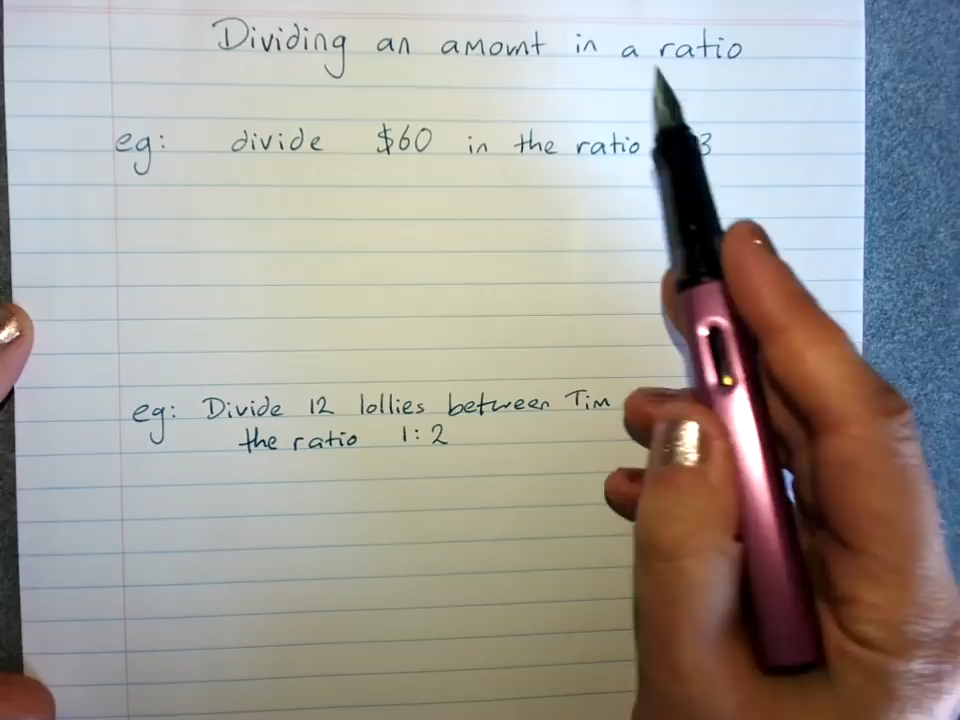 Dividing an amount in a ratio
eg: divide $60 in the ratio 3
eg: Divide 12 lollies between Tim
the ratio 1:2